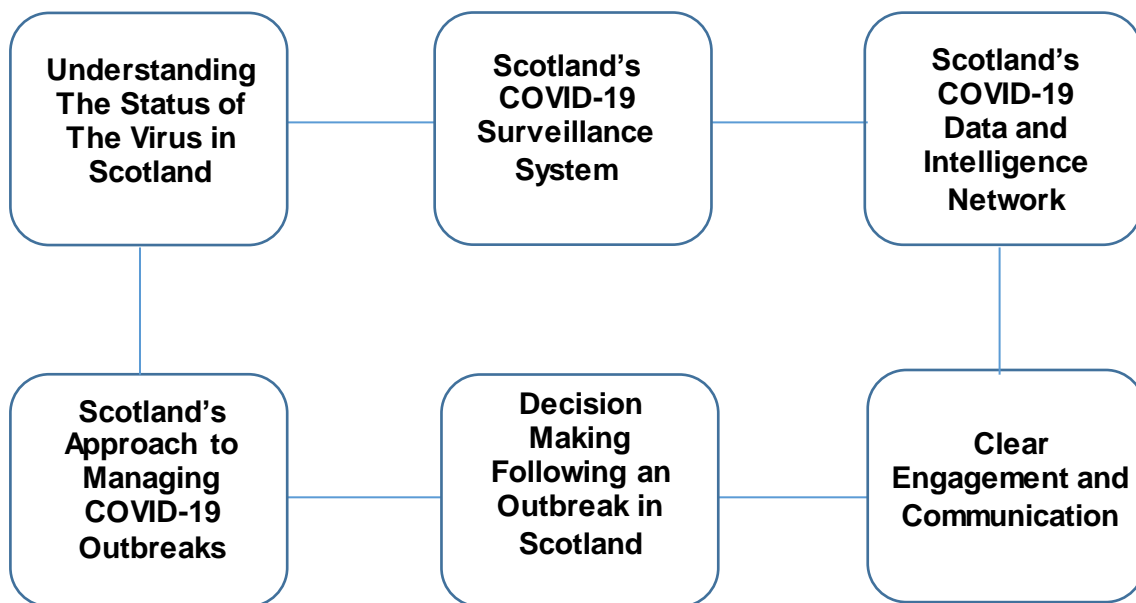 Understanding
The Status of
The Virus in
Scotland
Scotland's
COVID-19
Surveillance
System
Scotland's
COVID-19
Data and
Intelligence
Network
Scotland's
Approach to
Managing
COVID-19
Outbreaks
Decision
Making
Following an
Outbreak in
Scotland
Clear
Engagement and
Communication